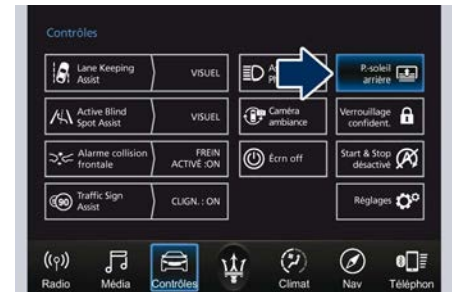 Contrôles
Lane Keeping
Assist
VISUEL
P.-soleil
arrière
Active Blind
Spot Assist
VISUEL
Caméra
ambiance
Verrouillage
confident.
Alarme collision
frontale
FREIN
ACTIVÉ :ON
Écrn off
Start & Stop
désactivé
90
Traffic Sign
Assist
CLIGN. : ON
Réglages
Radio
Média
Contrôles
Climat
Nav
Téléphon